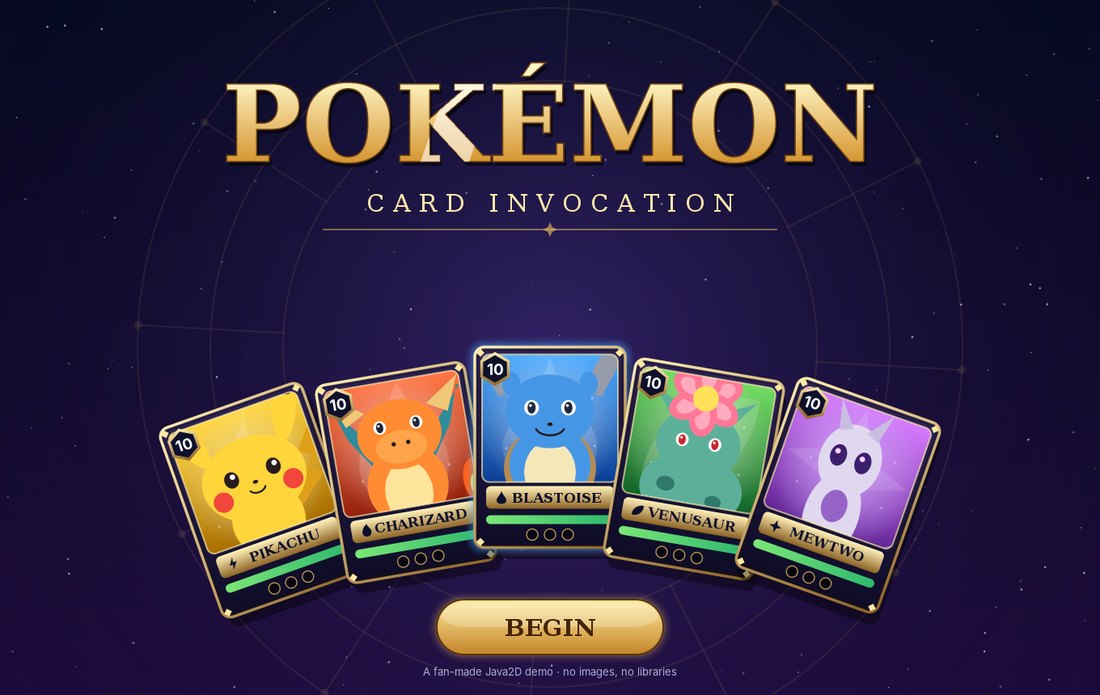 POKÉMON
CARD INVOCATION
10
PIKACHU
10
CHARIZARD
10
BLASTOISE
10
VENUSAUR
10
MEWTWO
BEGIN
A fan-made Java2D demo · no images, no libraries